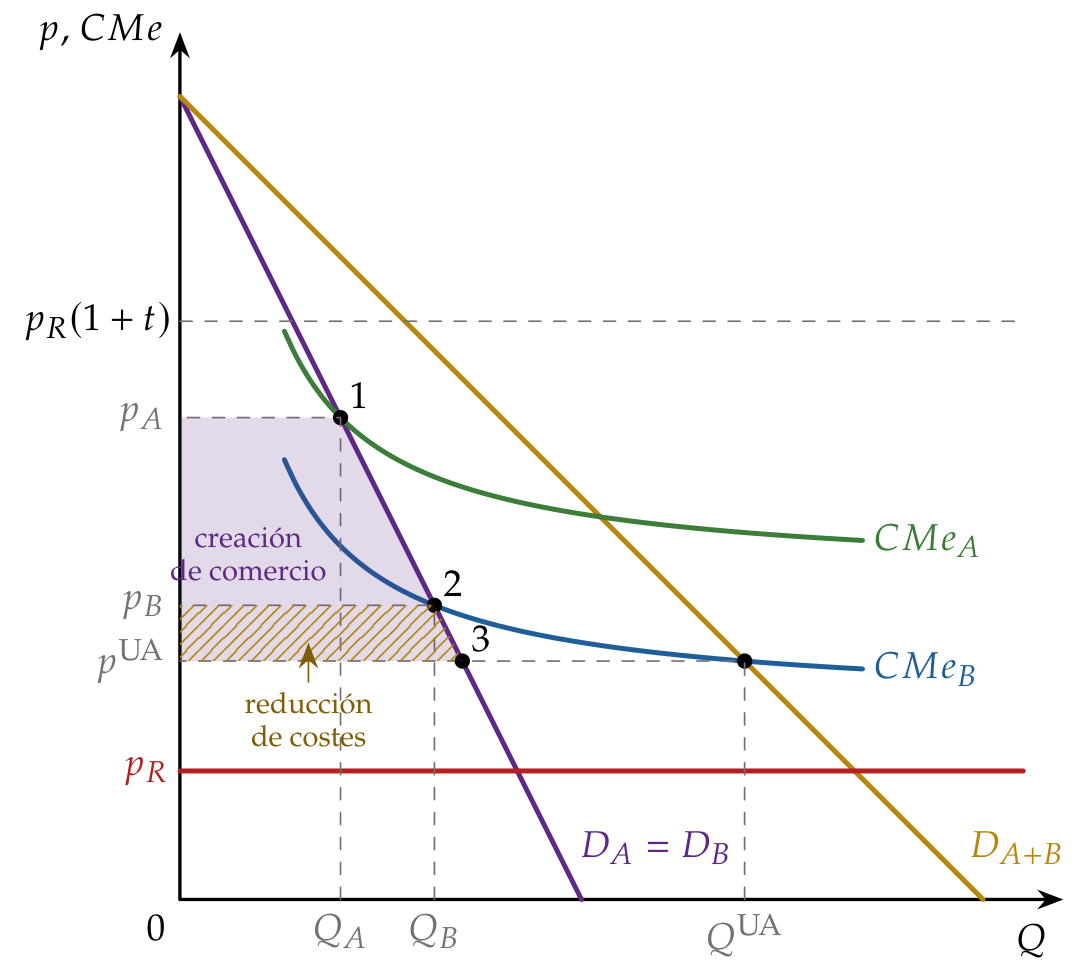 p, CMe
p_R(1 + t)
p_A
1
CMe_A
creación
de comercio
p_B
2
p^UA
3
CMe_B
reducción
de costes
p_R
D_A = D_B
D_A+B
0
Q_A
Q_B
Q^UA
Q